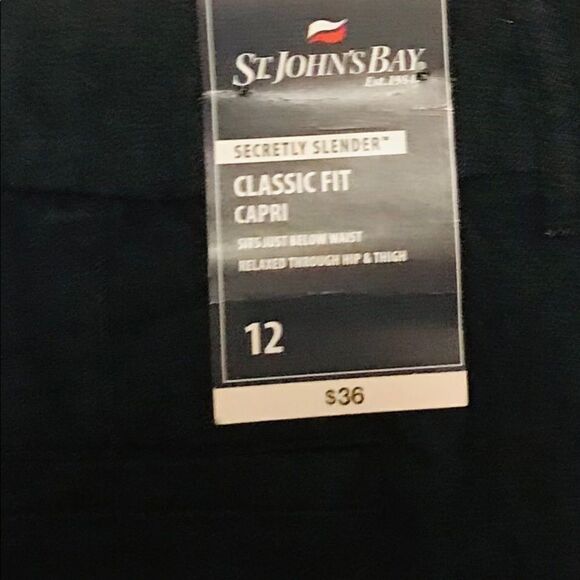 ST. JOHN'S BAY®
Est. 1984
SECRETLY SLENDER™
CLASSIC FIT
CAPRI
SITS JUST BELOW WAIST
RELAXED THROUGH HIP & THIGH
12
$36